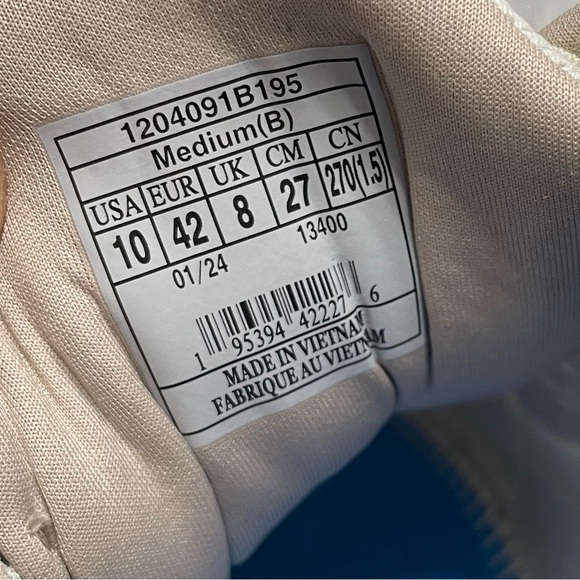 1204091B195
Medium(B)
USA EUR UK CM CN
10 42 8 27 270(1.5)
01/24 13400
1 95394 42227 6
MADE IN VIETNAM
FABRIQUE AU VIETNAM